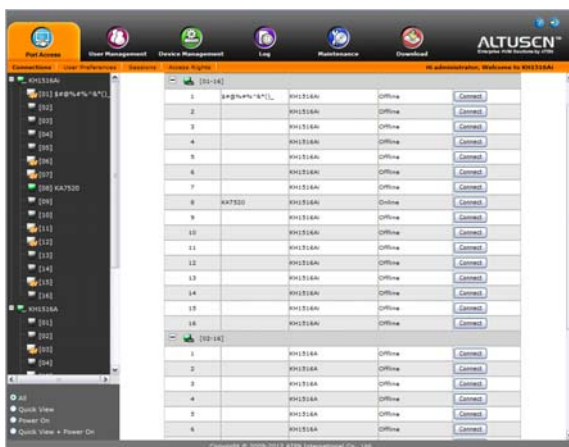 Port Access User Management Device Management Log Maintenance Download
ALTUSCN™
Connections User Preferences Sessions Access Rights Hi administrator, Welcome to KH1516Ai
KH1516Ai
[01] $#@%#%^&*()_
[02]
[03]
[04]
[05]
[06]
[07]
[08] KA7520
[09]
[10]
[11]
[12]
[13]
[14]
[15]
[16]
KH1516A
[01]
[02]
[03]
[04]
All
Quick View
Power On
Quick View + Power On
[01-16]
1 $#@%#%^&*()_ KH1516Ai Offline Connect
2 KH1516Ai Offline Connect
3 KH1516Ai Offline Connect
4 KH1516Ai Offline Connect
5 KH1516Ai Offline Connect
6 KH1516Ai Offline Connect
7 KH1516Ai Offline Connect
8 KA7520 KH1516Ai Online Connect
9 KH1516Ai Offline Connect
10 KH1516Ai Offline Connect
11 KH1516Ai Offline Connect
12 KH1516Ai Offline Connect
13 KH1516Ai Offline Connect
14 KH1516Ai Offline Connect
15 KH1516Ai Offline Connect
16 KH1516Ai Offline Connect
[02-16]
1 KH1516A Offline Connect
2 KH1516A Offline Connect
3 KH1516A Offline Connect
4 KH1516A Offline Connect
5 KH1516A Offline Connect
6 KH1516A Offline Connect